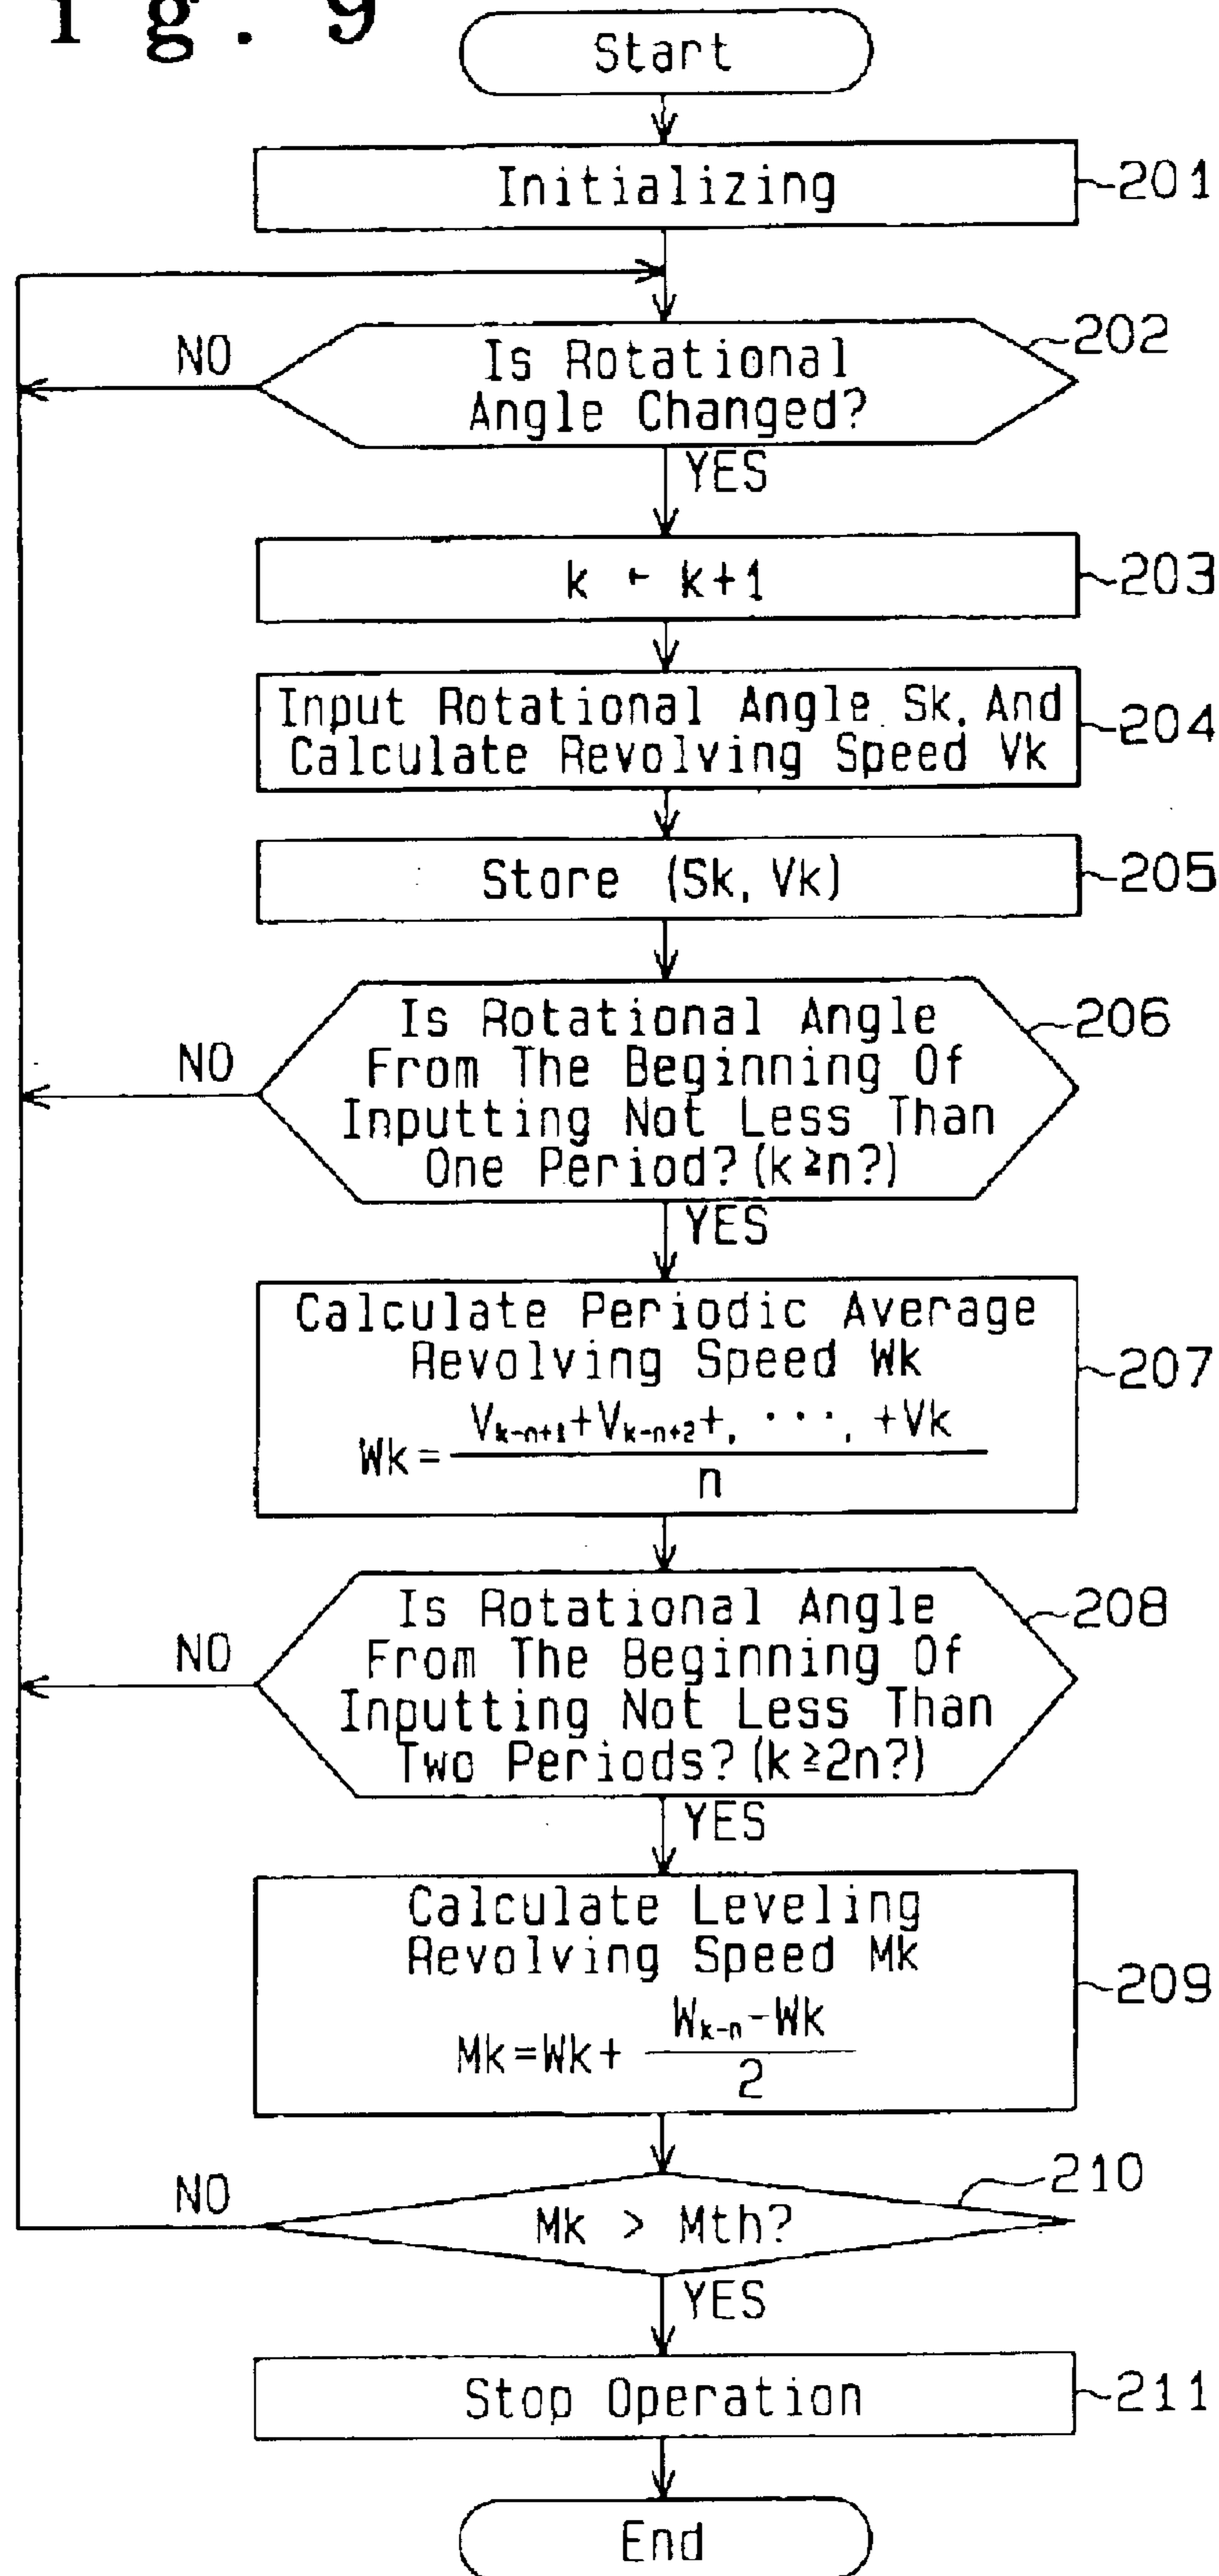 ig. 9
Start
Initializing
201
Is Rotational
Angle Changed?
202
NO
YES
k ← k+1
203
Input Rotational Angle Sk, And
Calculate Revolving Speed Vk
204
Store (Sk, Vk)
205
Is Rotational Angle
From The Beginning Of
Inputting Not Less Than
One Period? (k≧n?)
206
NO
YES
Calculate Periodic Average
Revolving Speed Wk
Wk = (V_{k-n+1}+V_{k-n+2}+, ···, +Vk) / n
207
Is Rotational Angle
From The Beginning Of
Inputting Not Less Than
Two Periods? (k≧2n?)
208
NO
YES
Calculate Leveling
Revolving Speed Mk
Mk=Wk+ (W_{k-n}-Wk) / 2
209
Mk > Mth?
210
NO
YES
Stop Operation
211
End